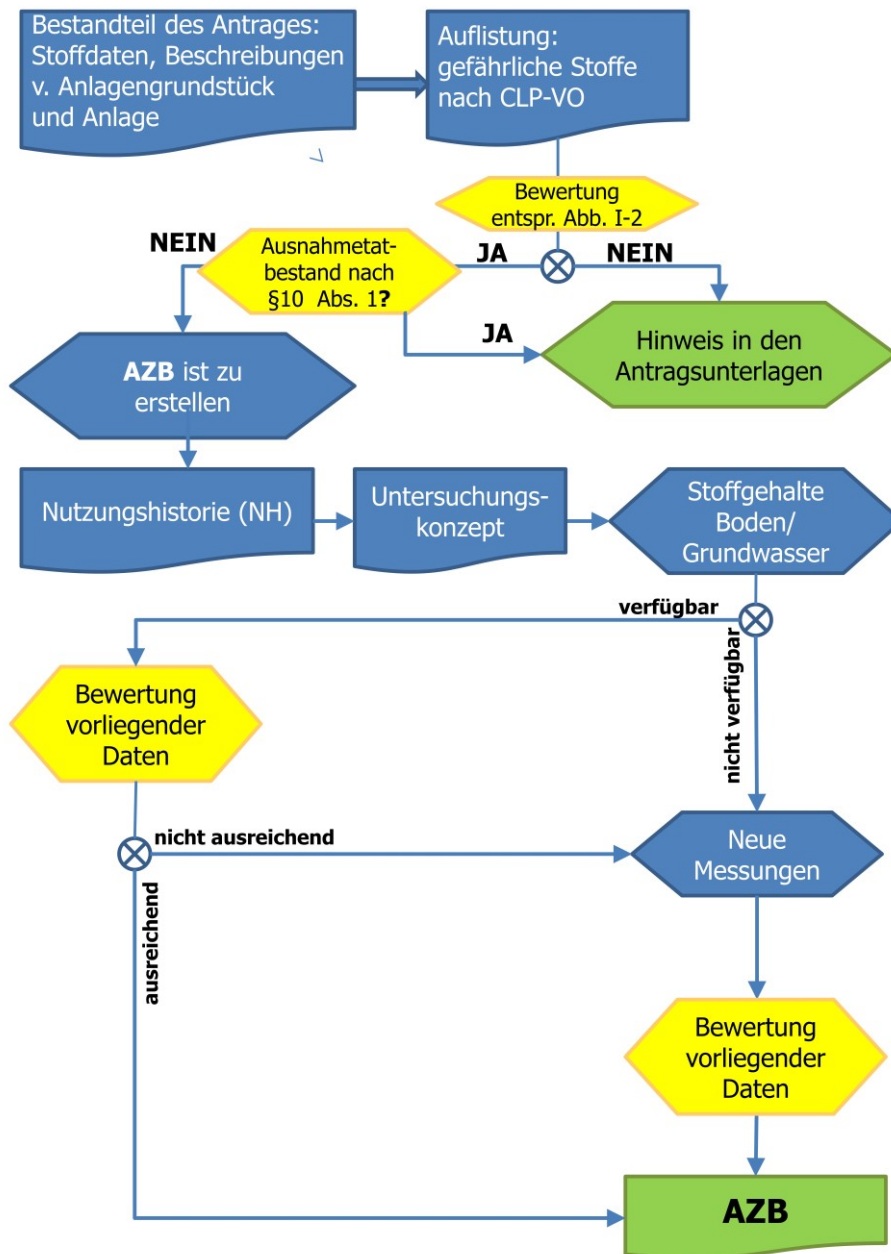 Bestandteil des Antrages:
Stoffdaten, Beschreibungen
v. Anlagengrundstück
und Anlage
Auflistung:
gefährliche Stoffe
nach CLP-VO
Bewertung
entspr. Abb. I-2
NEIN
Ausnahmetat-
bestand nach
§10 Abs. 1?
JA
NEIN
JA
Hinweis in den
Antragsunterlagen
AZB ist zu
erstellen
Nutzungshistorie (NH)
Untersuchungs-
konzept
Stoffgehalte
Boden/
Grundwasser
verfügbar
nicht verfügbar
Bewertung
vorliegender
Daten
nicht ausreichend
ausreichend
Neue
Messungen
Bewertung
vorliegender
Daten
AZB